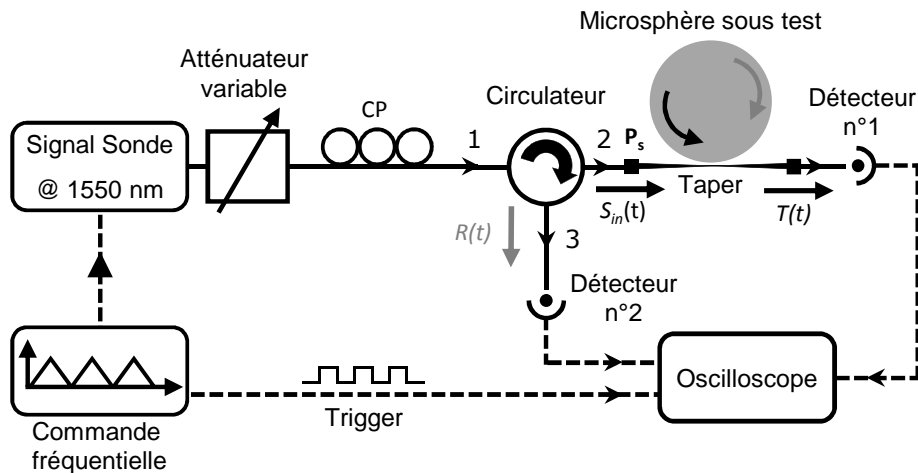 Microsphère sous test
Atténuateur
variable
CP
Circulateur
Détecteur
n°1
Signal Sonde
@ 1550 nm
1
2
Ps
Taper
Sin(t)
T(t)
R(t)
3
Détecteur
n°2
Oscilloscope
Trigger
Commande
fréquentielle